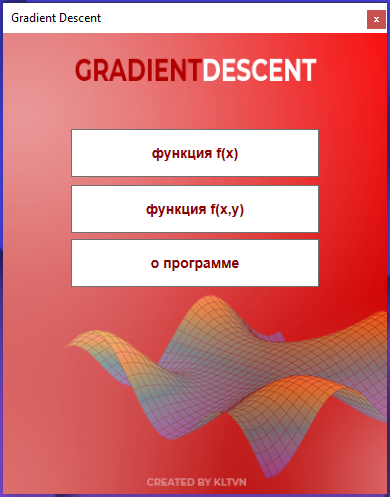 Gradient Descent
x
GRADIENTDESCENT
функция f(x)
функция f(x,y)
о программе
CREATED BY KLTVN